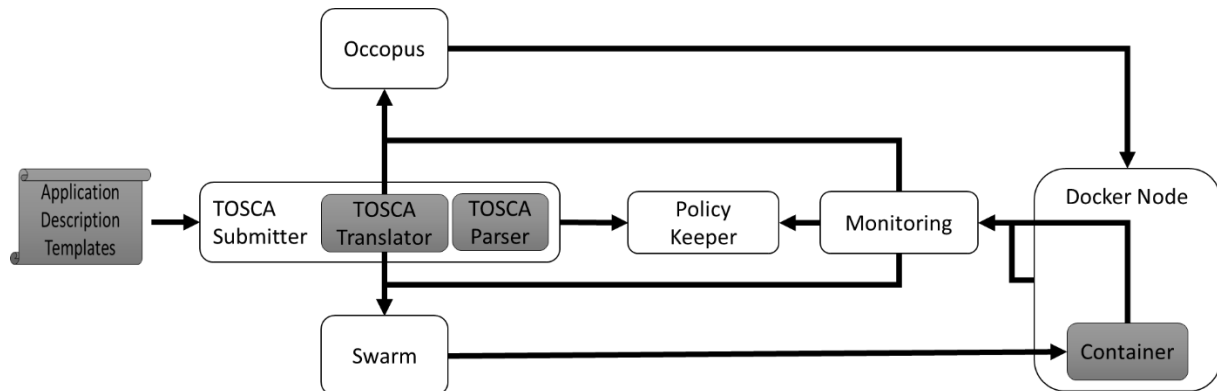 Occopus
Application
Description
Templates
TOSCA
Submitter
TOSCA
Translator
TOSCA
Parser
Policy
Keeper
Monitoring
Docker Node
Swarm
Container